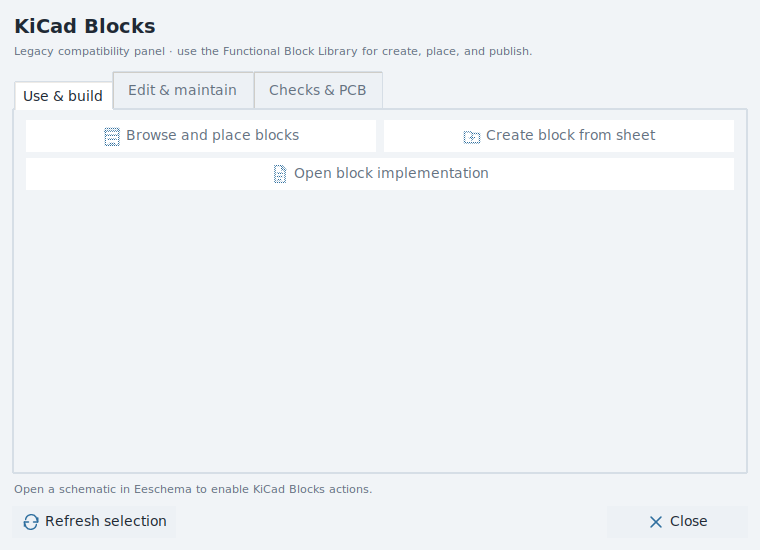 KiCad Blocks
Legacy compatibility panel · use the Functional Block Library for create, place, and publish.
Use & build
Edit & maintain
Checks & PCB
Browse and place blocks
Create block from sheet
Open block implementation
Open a schematic in Eeschema to enable KiCad Blocks actions.
Refresh selection
Close